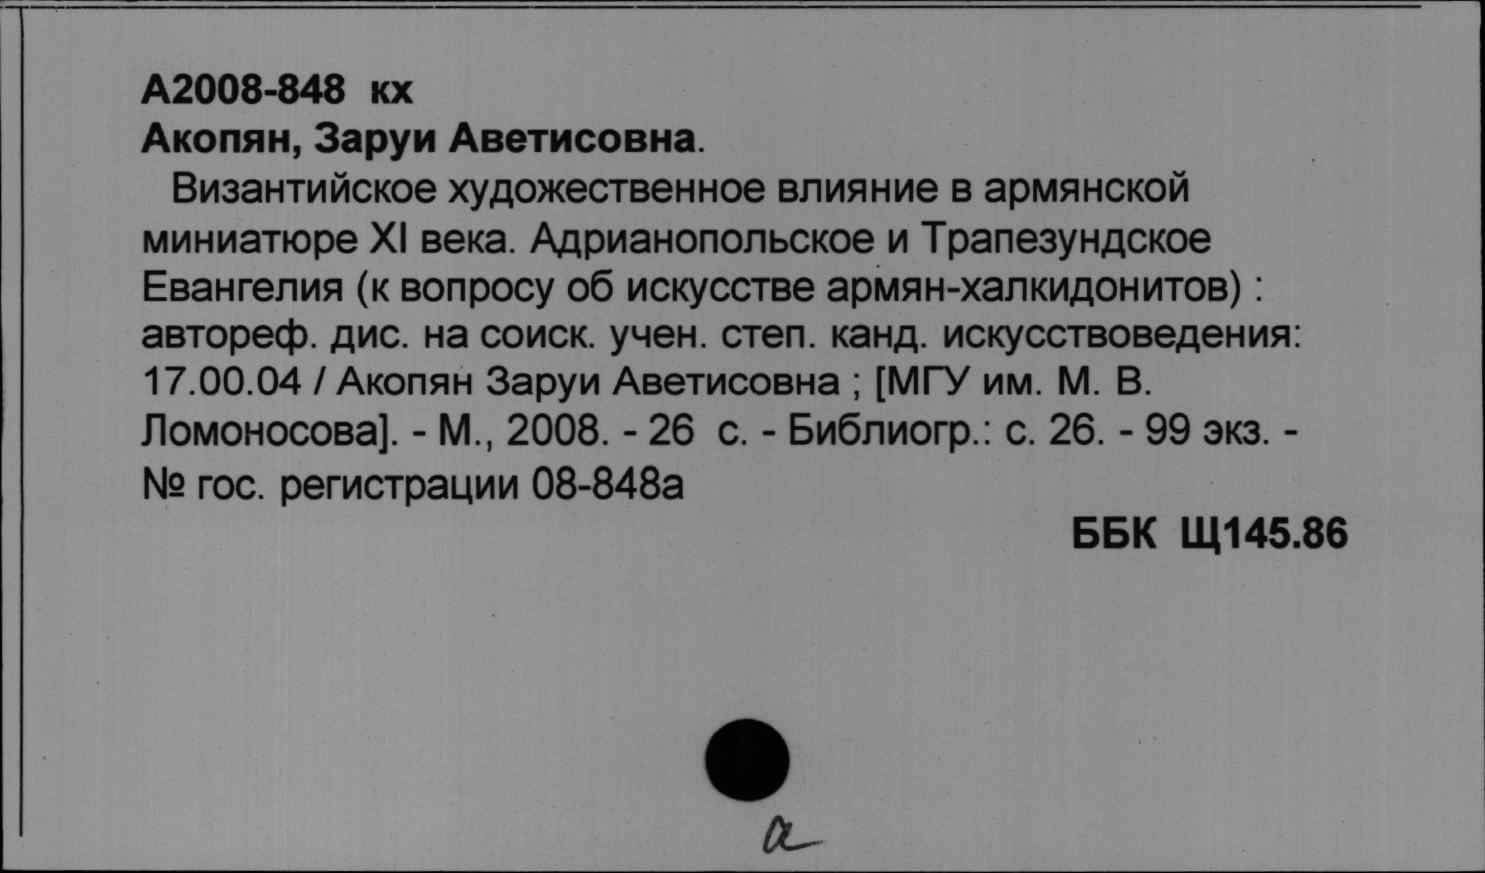 А2008-848 кх
Акопян, Заруи Аветисовна.
Византийское художественное влияние в армянской
миниатюре XI века. Адрианопольское и Трапезундское
Евангелия (к вопросу об искусстве армян-халкидонитов) :
автореф. дис. на соиск. учен. степ. канд. искусствоведения:
17.00.04 / Акопян Заруи Аветисовна ; [МГУ им. М. В.
Ломоносова]. - М., 2008. - 26 с. - Библиогр.: с. 26. - 99 экз. -
№ гос. регистрации 08-848а
ББК Щ145.86
а